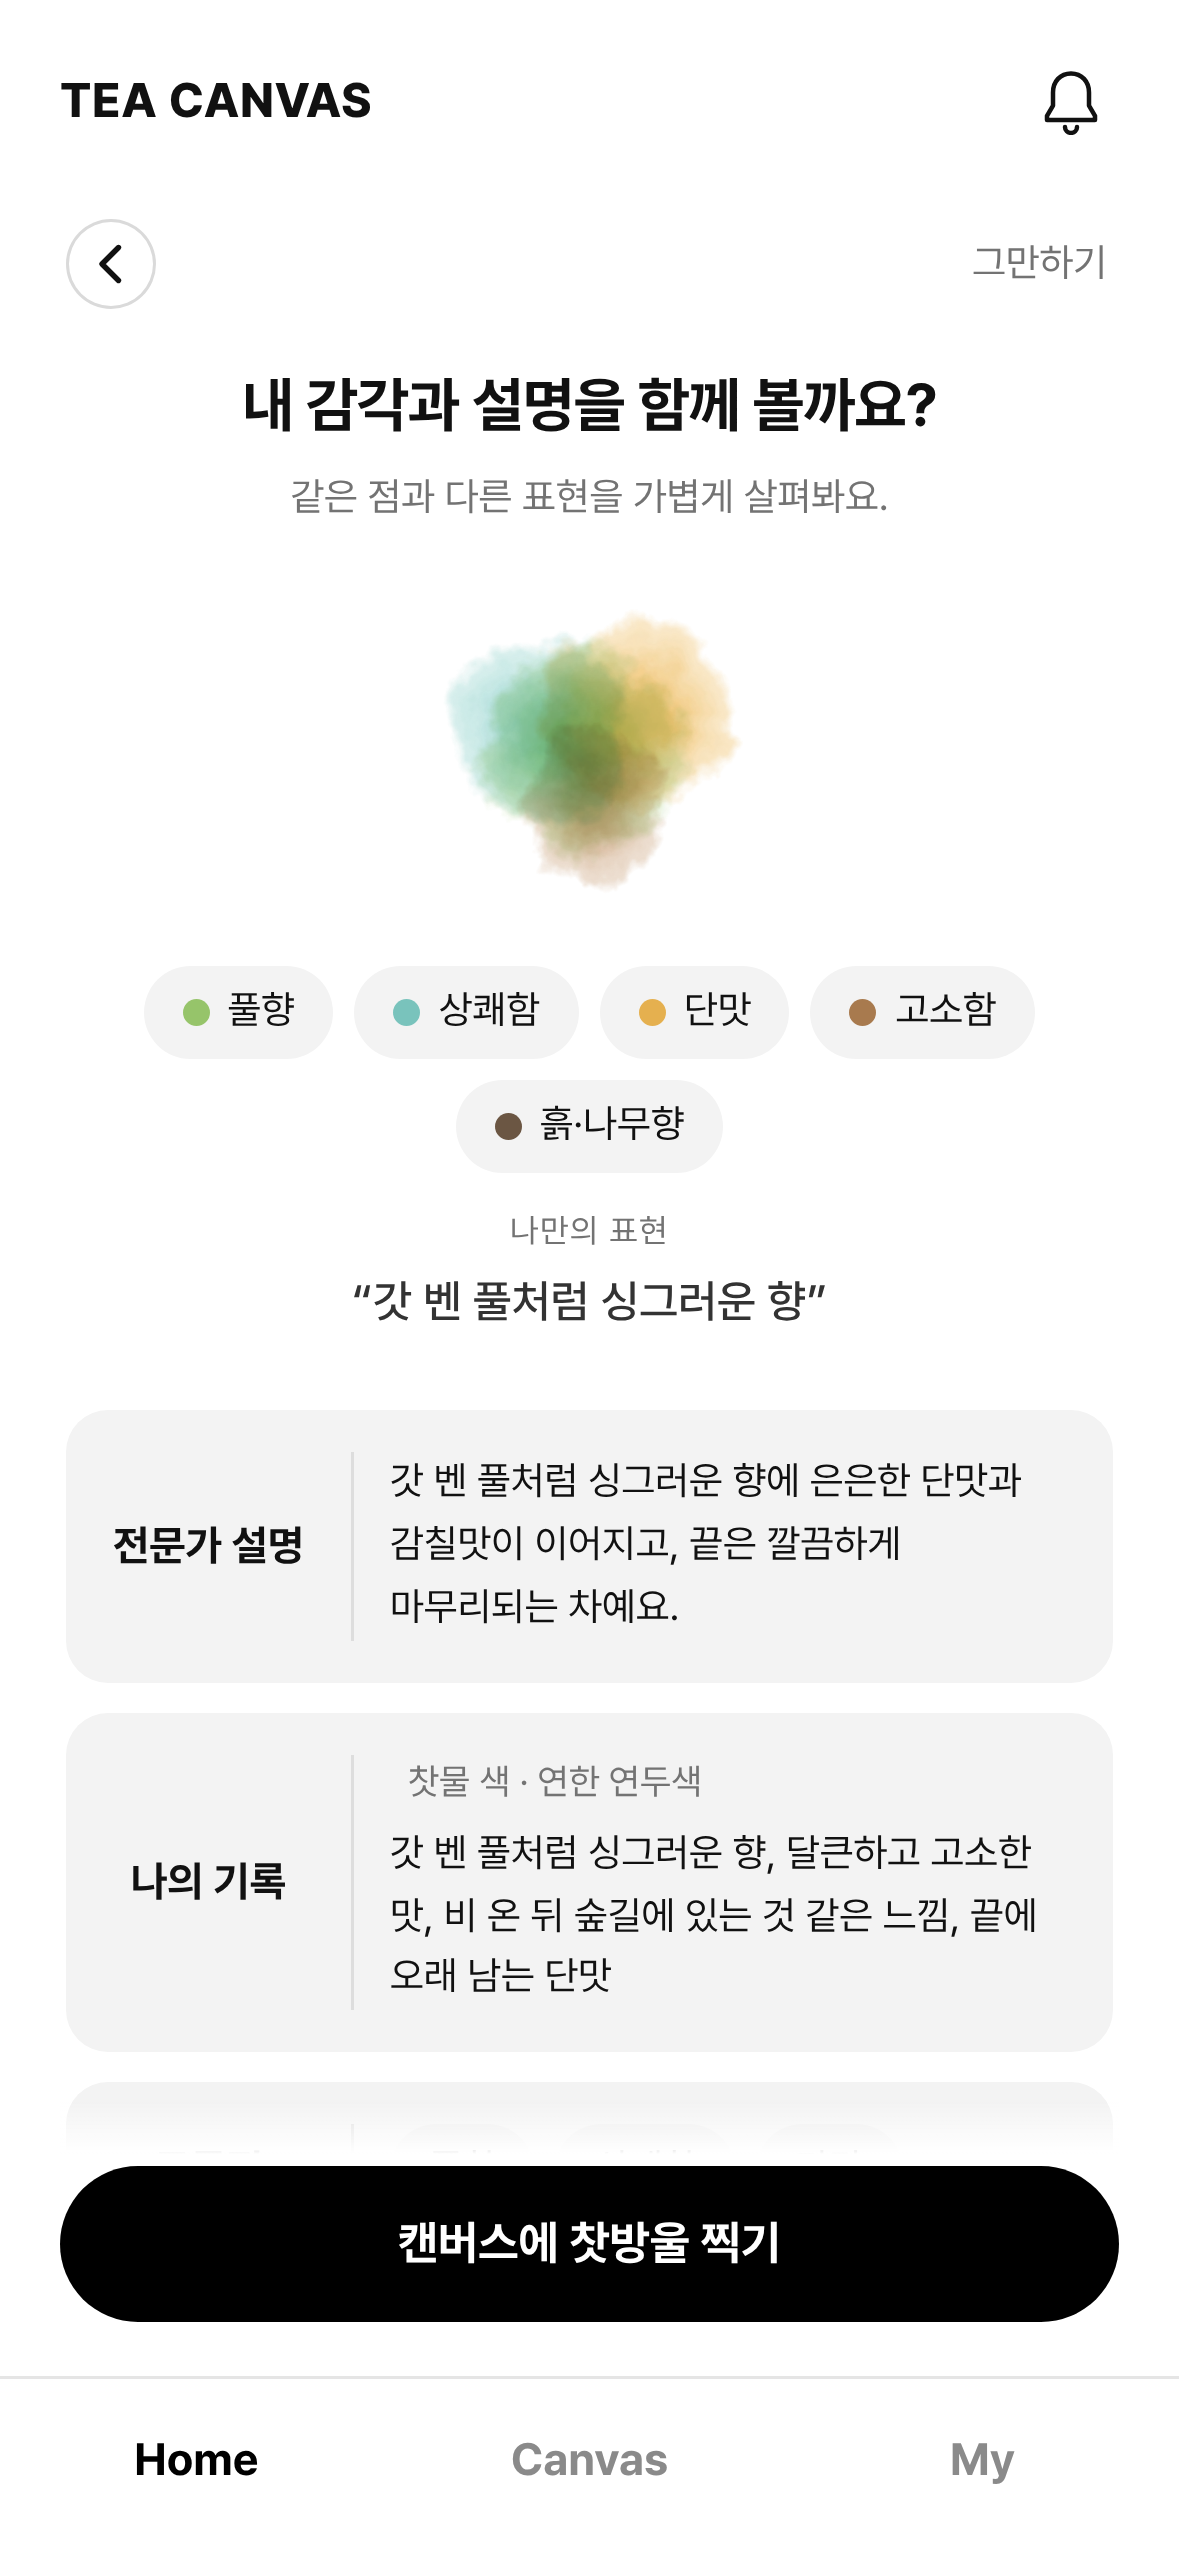 TEA CANVAS
그만하기
내 감각과 설명을 함께 볼까요?
같은 점과 다른 표현을 가볍게 살펴봐요.
풀향
상쾌함
단맛
고소함
흙·나무향
나만의 표현
“갓 벤 풀처럼 싱그러운 향”
전문가 설명
갓 벤 풀처럼 싱그러운 향에 은은한 단맛과
감칠맛이 이어지고, 끝은 깔끔하게
마무리되는 차예요.
나의 기록
찻물 색 · 연한 연두색
갓 벤 풀처럼 싱그러운 향, 달큰하고 고소한
맛, 비 온 뒤 숲길에 있는 것 같은 느낌, 끝에
오래 남는 단맛
캔버스에 찻방울 찍기
Home
Canvas
My